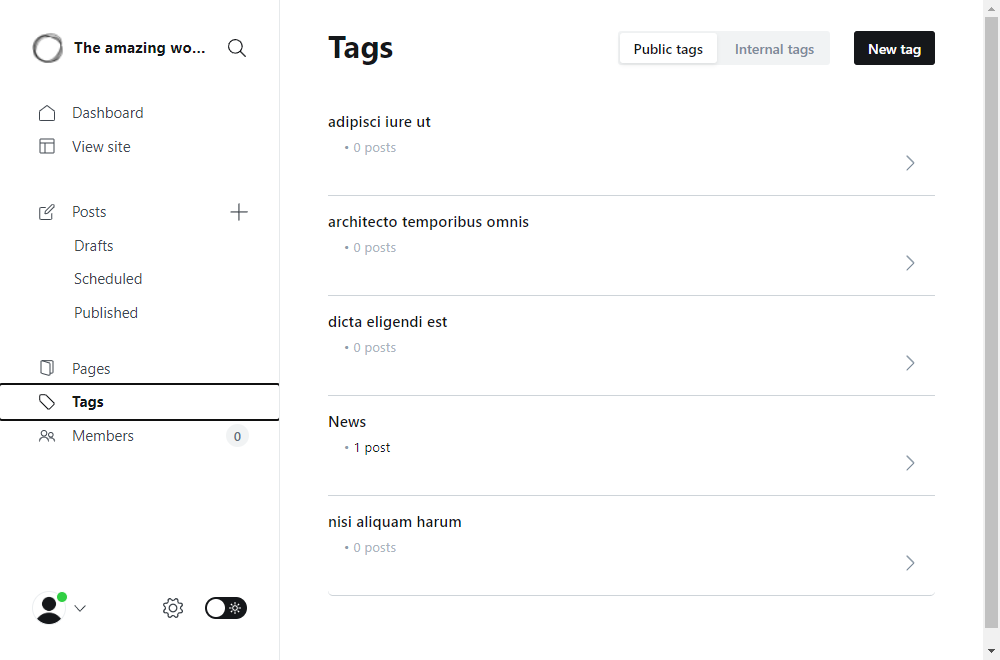 The amazing wo...
Dashboard
View site
Posts
Drafts
Scheduled
Published
Pages
Tags
Members
0
Tags
Public tags
Internal tags
New tag
adipisci iure ut
• 0 posts
architecto temporibus omnis
• 0 posts
dicta eligendi est
• 0 posts
News
• 1 post
nisi aliquam harum
• 0 posts